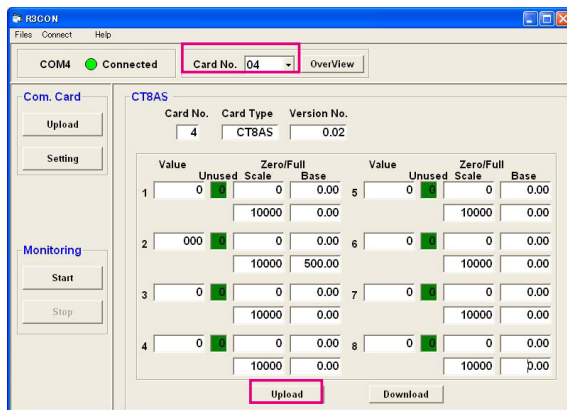 R3CON
Files Connect Help
COM4 Connected Card No. 04 OverView
Com. Card
Upload
Setting
Monitoring
Start
Stop
CT8AS
Card No. Card Type Version No.
4 CT8AS 0.02
Value Zero/Full Value Zero/Full
Unused Scale Base Unused Scale Base
1 0 0 0 0.00 5 0 0 0 0.00
10000 0.00 10000 0.00
2 000 0 0 0.00 6 0 0 0 0.00
10000 500.00 10000 0.00
3 0 0 0 0.00 7 0 0 0 0.00
10000 0.00 10000 0.00
4 0 0 0 0.00 8 0 0 0 0.00
10000 0.00 10000 0.00
Upload Download